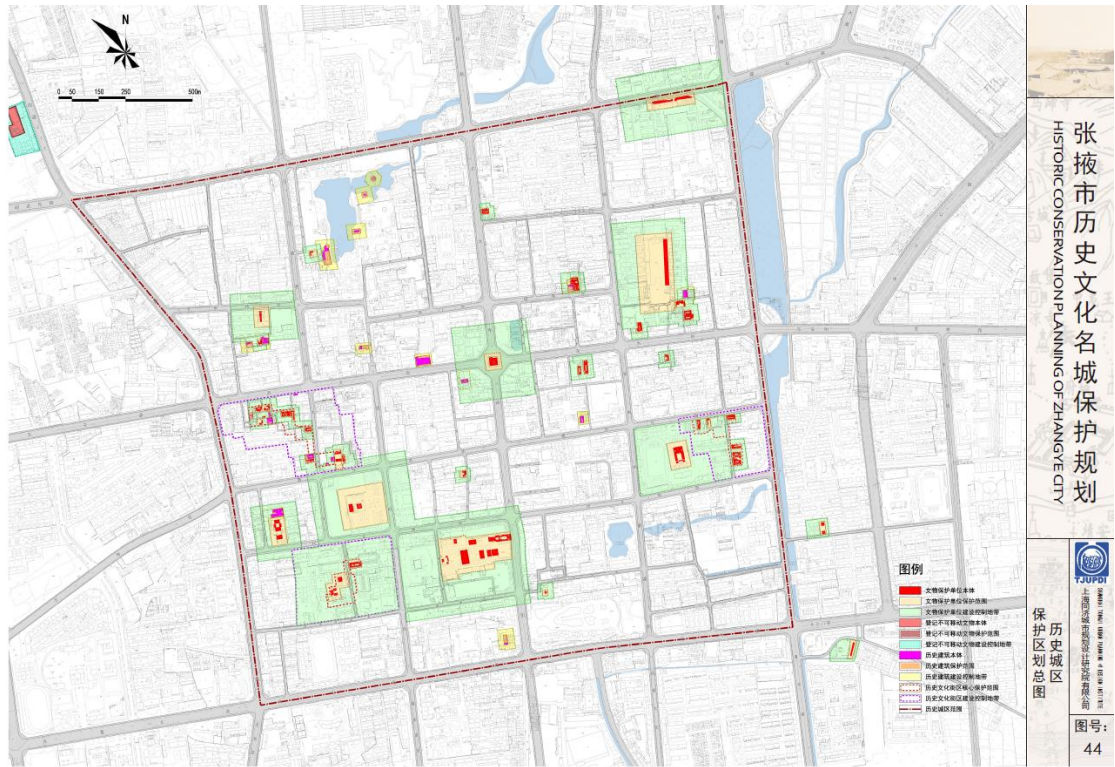 N
0 50 150 250 500m
张掖市历史文化名城保护规划
HISTORIC CONSERVATION PLANNING OF ZHANGYE CITY
图例
文物保护单位本体
文物保护单位保护范围
文物保护单位建设控制地带
登记不可移动文物本体
登记不可移动文物保护范围
登记不可移动文物建设控制地带
历史建筑本体
历史建筑保护范围
历史建筑建设控制地带
历史文化街区核心保护范围
历史文化街区建设控制地带
历史城区范围
历史城区
保护区划总图
TJUPDI
上海同济城市规划设计研究院有限公司
图号：
44